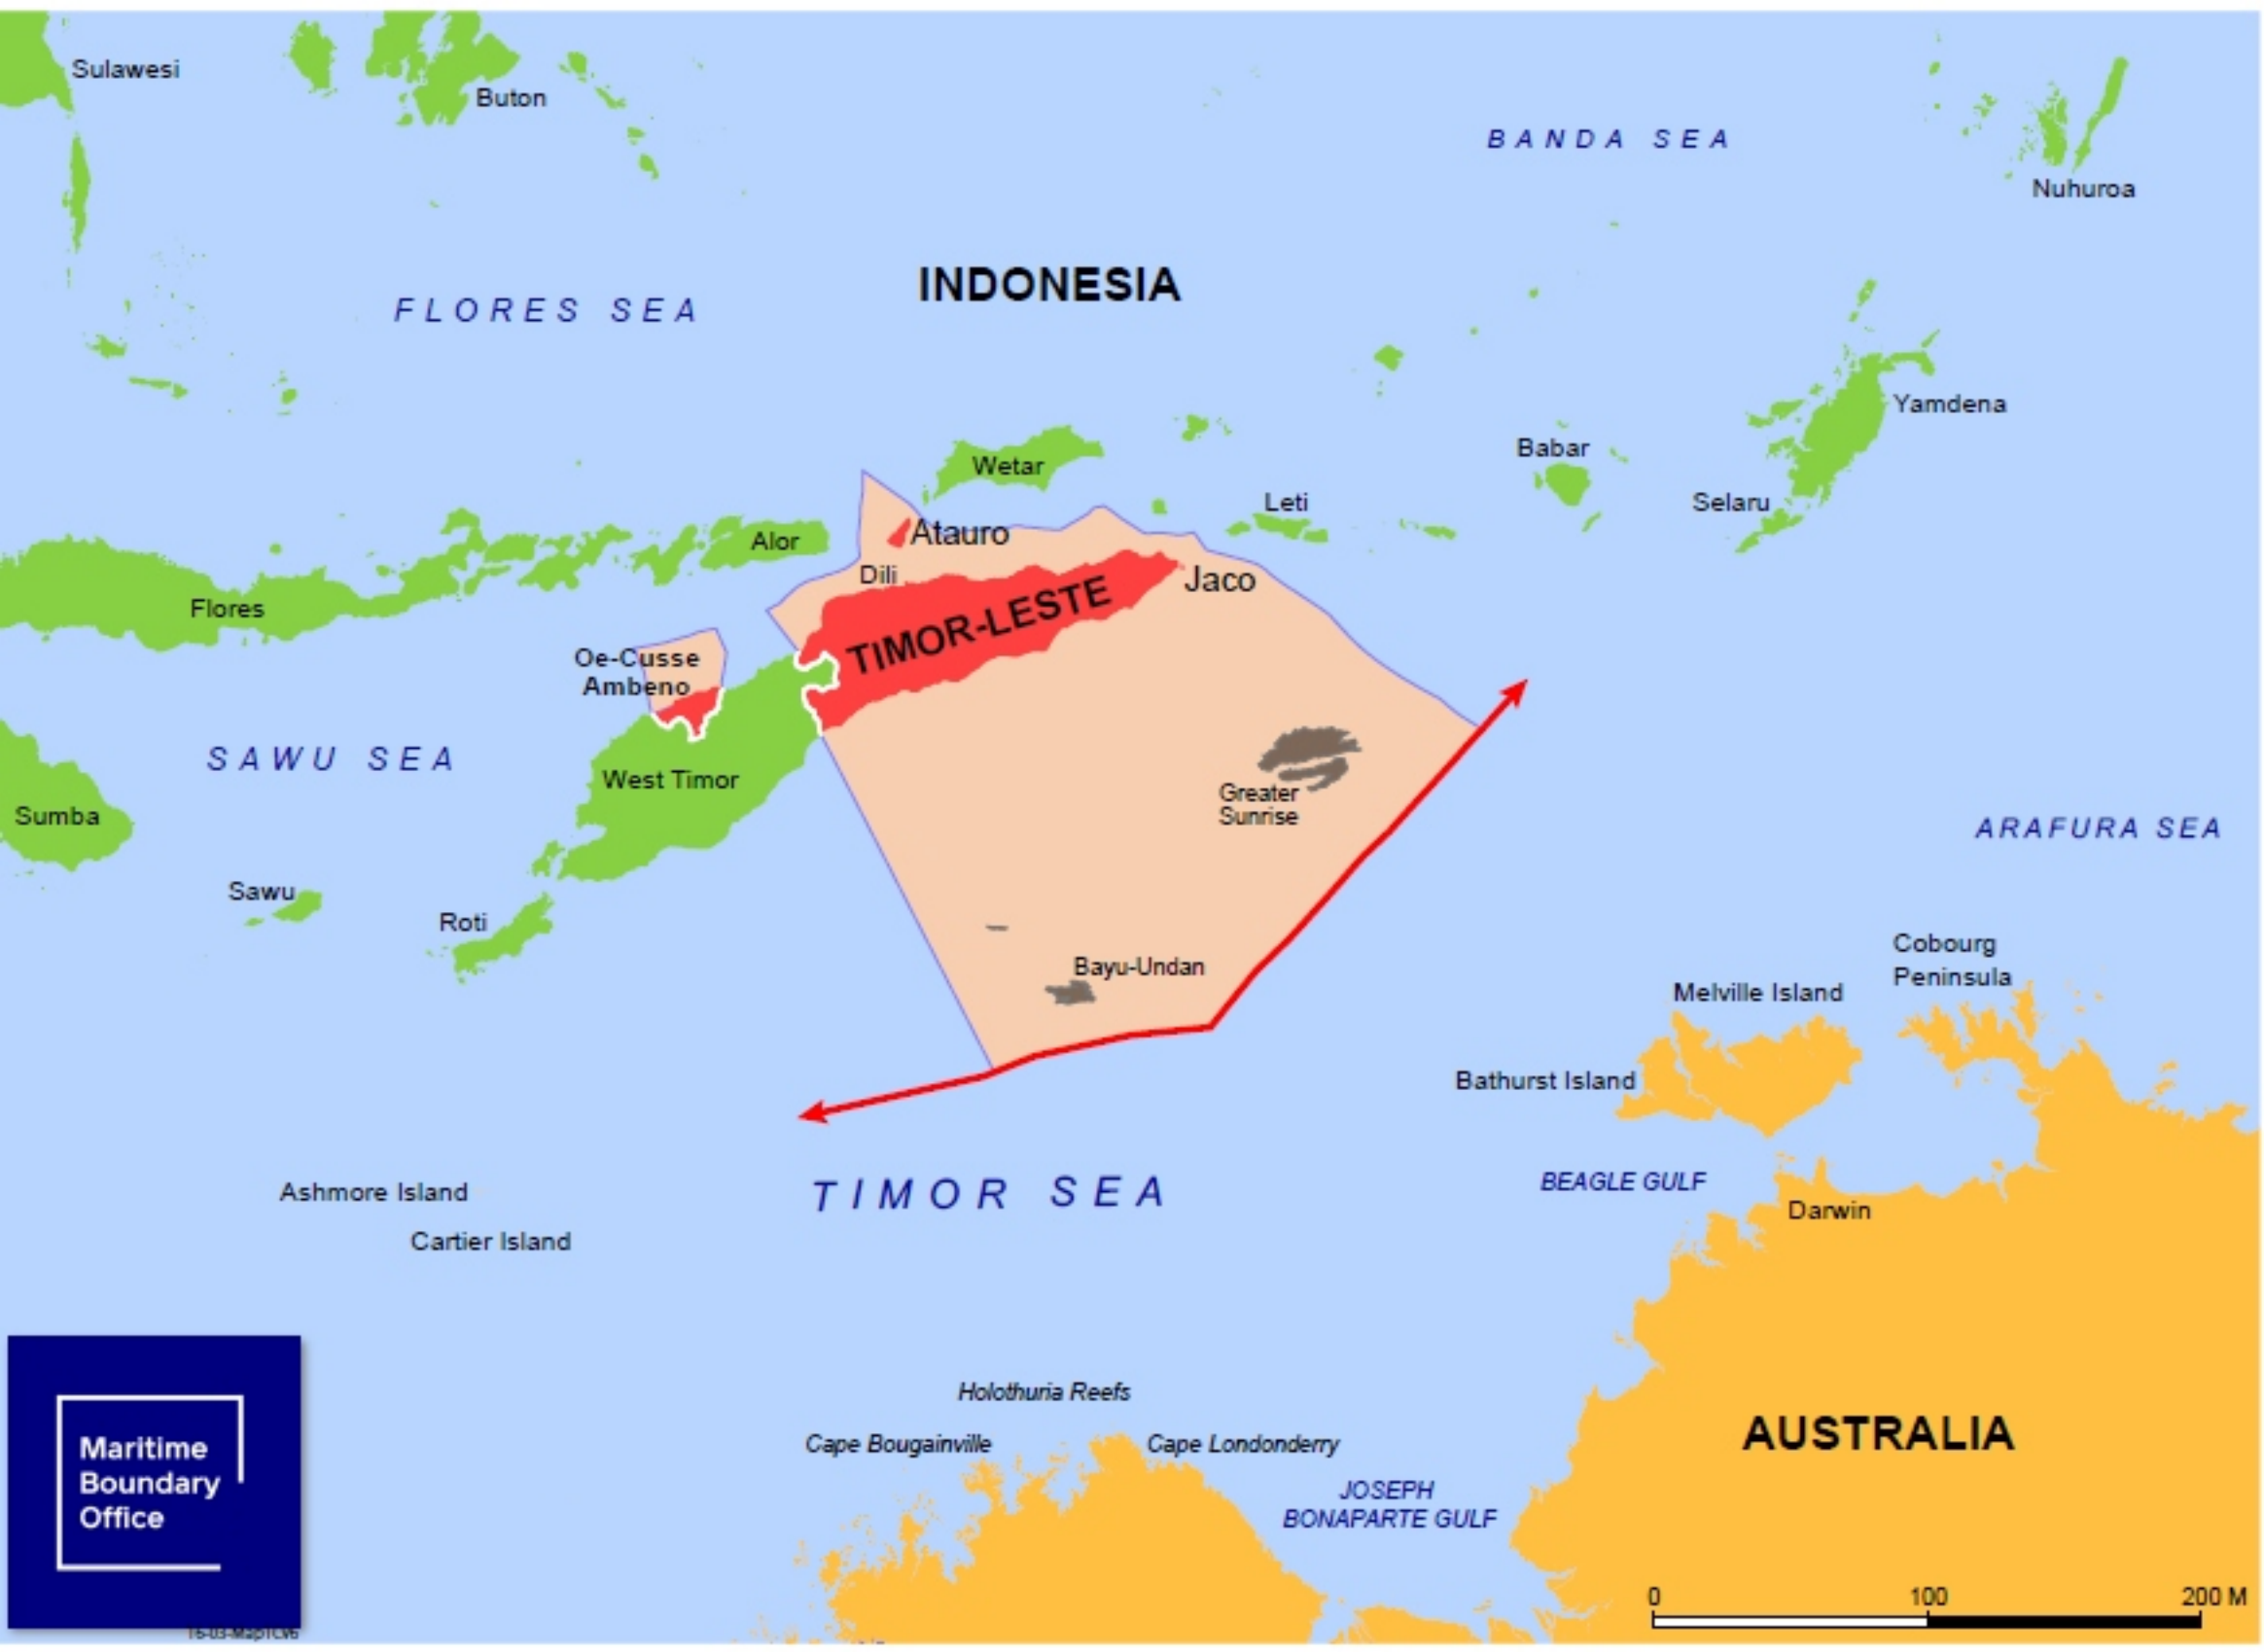 Sulawesi
Buton
BANDA SEA
Nuhuroa
INDONESIA
FLORES SEA
Yamdena
Babar
Wetar
Selaru
Leti
Atauro
Alor
Dili
Jaco
Flores
TIMOR-LESTE
Oe-Cusse
Ambeno
SAWU SEA
West Timor
Greater
Sunrise
Sumba
ARAFURA SEA
Sawu
Roti
Cobourg
Peninsula
Bayu-Undan
Melville Island
Bathurst Island
Ashmore Island
TIMOR SEA
BEAGLE GULF
Darwin
Cartier Island
Holothuria Reefs
Cape Bougainville
Cape Londonderry
AUSTRALIA
JOSEPH
BONAPARTE GULF
Maritime
Boundary
Office
0 100 200 M